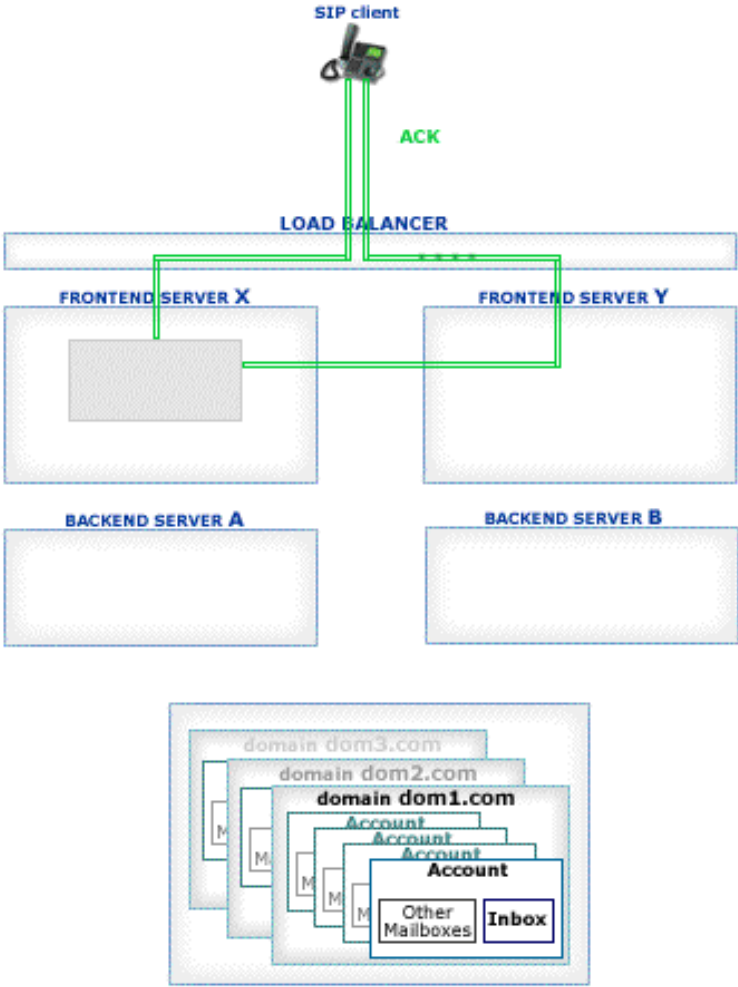 SIP client
ACK
LOAD BALANCER
FRONTEND SERVER X
FRONTEND SERVER Y
BACKEND SERVER A
BACKEND SERVER B
domain dom3.com
domain dom2.com
domain dom1.com
Account
Account
Account
Account
M
M
M
M
M
Other
Mailboxes
Inbox